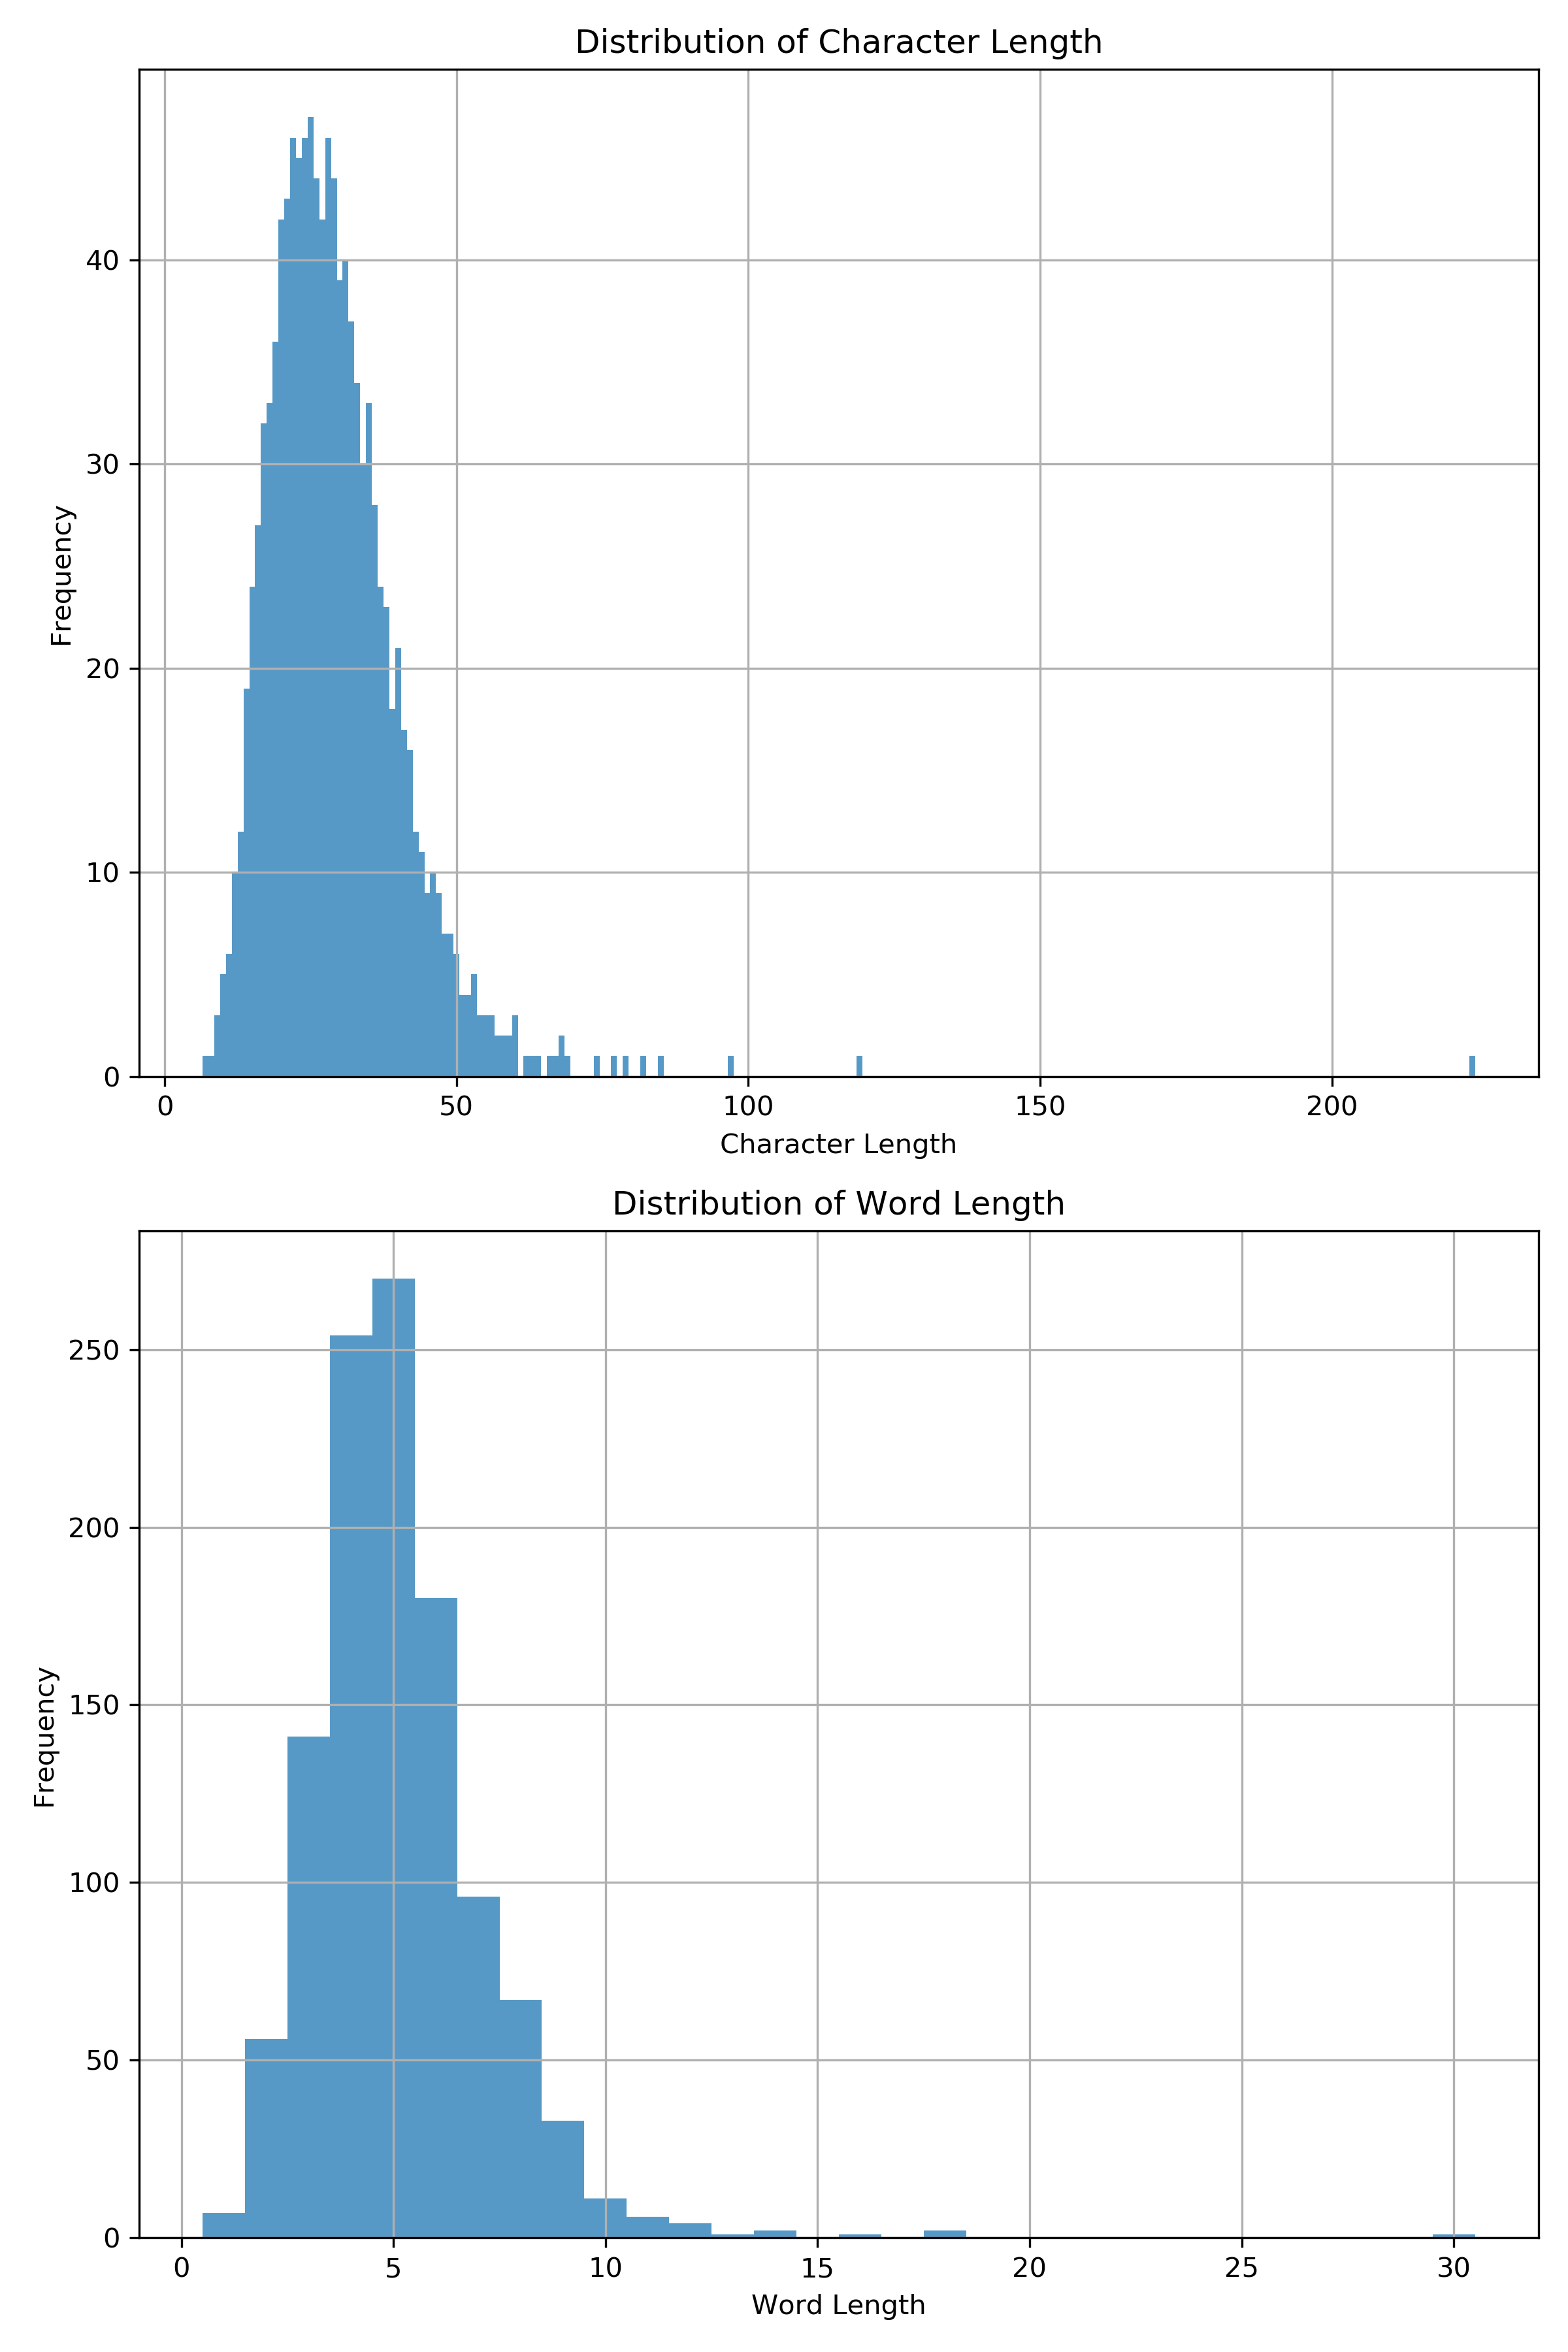 Distribution of Character Length
40
30
20
10
0
Frequency
0 50 100 150 200
Character Length
Distribution of Word Length
250
200
150
100
50
0
Frequency
0 5 10 15 20 25 30
Word Length